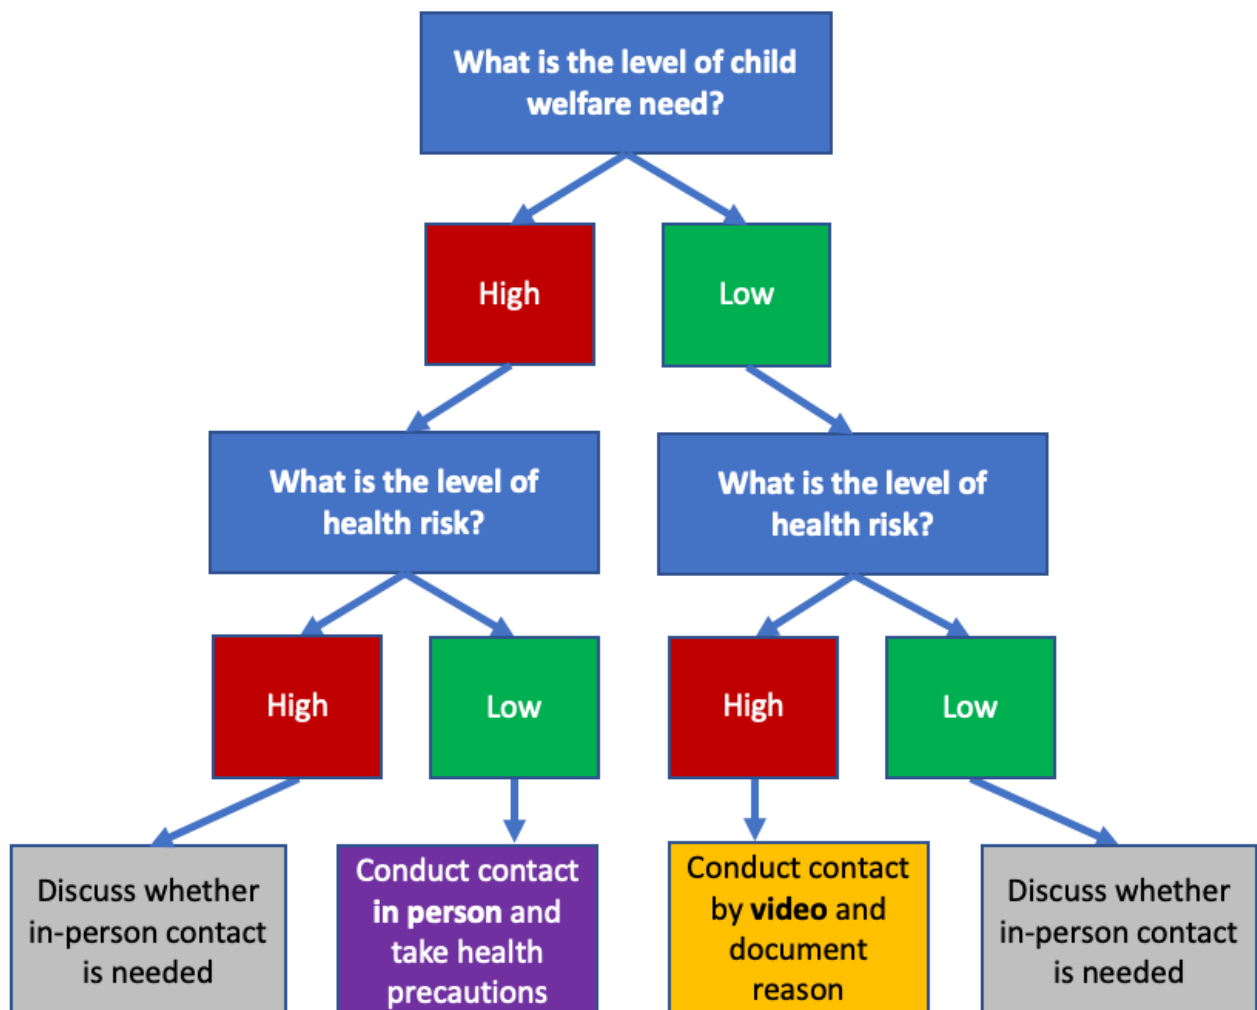 What is the level of child
welfare need?
High
Low
What is the level of
health risk?
What is the level of
health risk?
High
Low
High
Low
Discuss whether
in-person contact
is needed
Conduct contact
in person and
take health
precautions
Conduct contact
by video and
document
reason
Discuss whether
in-person contact
is needed